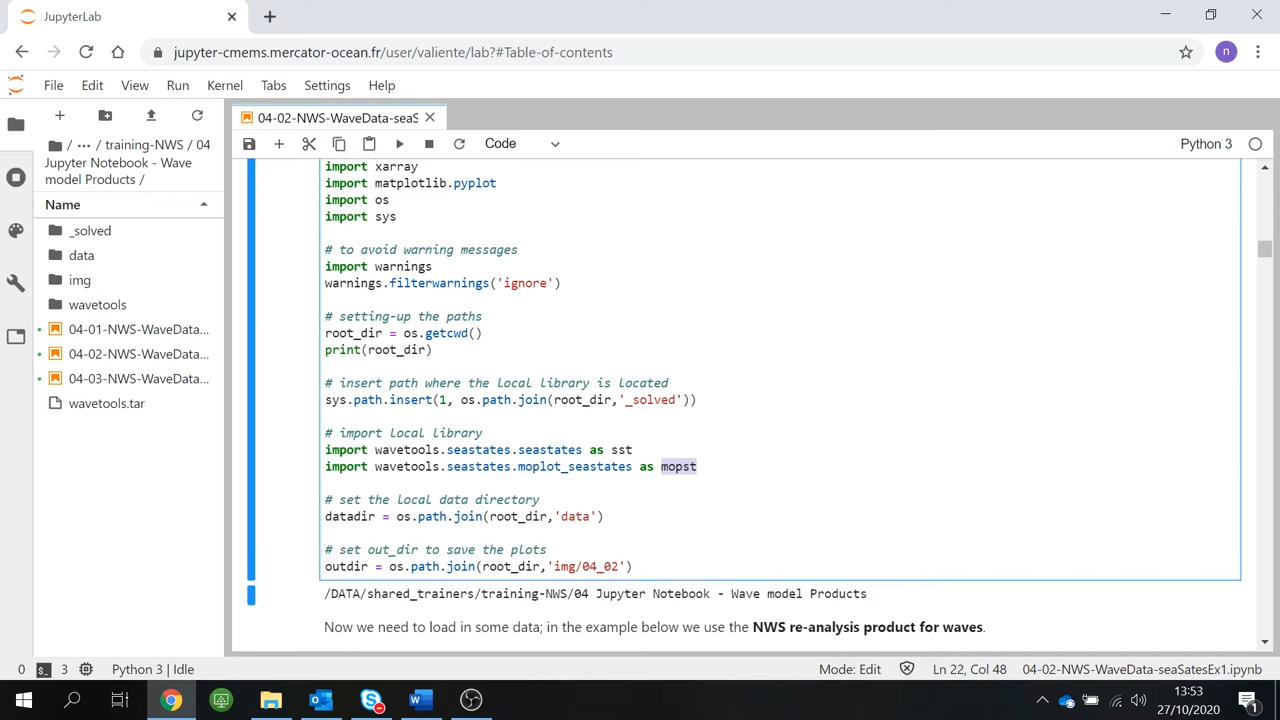 JupyterLab
jupyter-cmems.mercator-ocean.fr/user/valiente/lab?#Table-of-contents
n
File Edit View Run Kernel Tabs Settings Help
04-02-NWS-WaveData-seaS
/ ··· / training-NWS / 04
Jupyter Notebook - Wave
model Products /
Code
Python 3
Name
_solved
data
img
wavetools
04-01-NWS-WaveData...
04-02-NWS-WaveData...
04-03-NWS-WaveData...
wavetools.tar
import xarray
import matplotlib.pyplot
import os
import sys
# to avoid warning messages
import warnings
warnings.filterwarnings('ignore')
# setting-up the paths
root_dir = os.getcwd()
print(root_dir)
# insert path where the local library is located
sys.path.insert(1, os.path.join(root_dir,'_solved'))
# import local library
import wavetools.seastates.seastates as sst
import wavetools.seastates.moplot_seastates as mopst
# set the local data directory
datadir = os.path.join(root_dir,'data')
# set out_dir to save the plots
outdir = os.path.join(root_dir,'img/04_02')
/DATA/shared_trainers/training-NWS/04 Jupyter Notebook - Wave model Products
Now we need to load in some data; in the example below we use the NWS re-analysis product for waves.
0 3 Python 3 | Idle
Mode: Edit Ln 22, Col 48 04-02-NWS-WaveData-seaSatesEx1.ipynb
13:53
27/10/2020
1